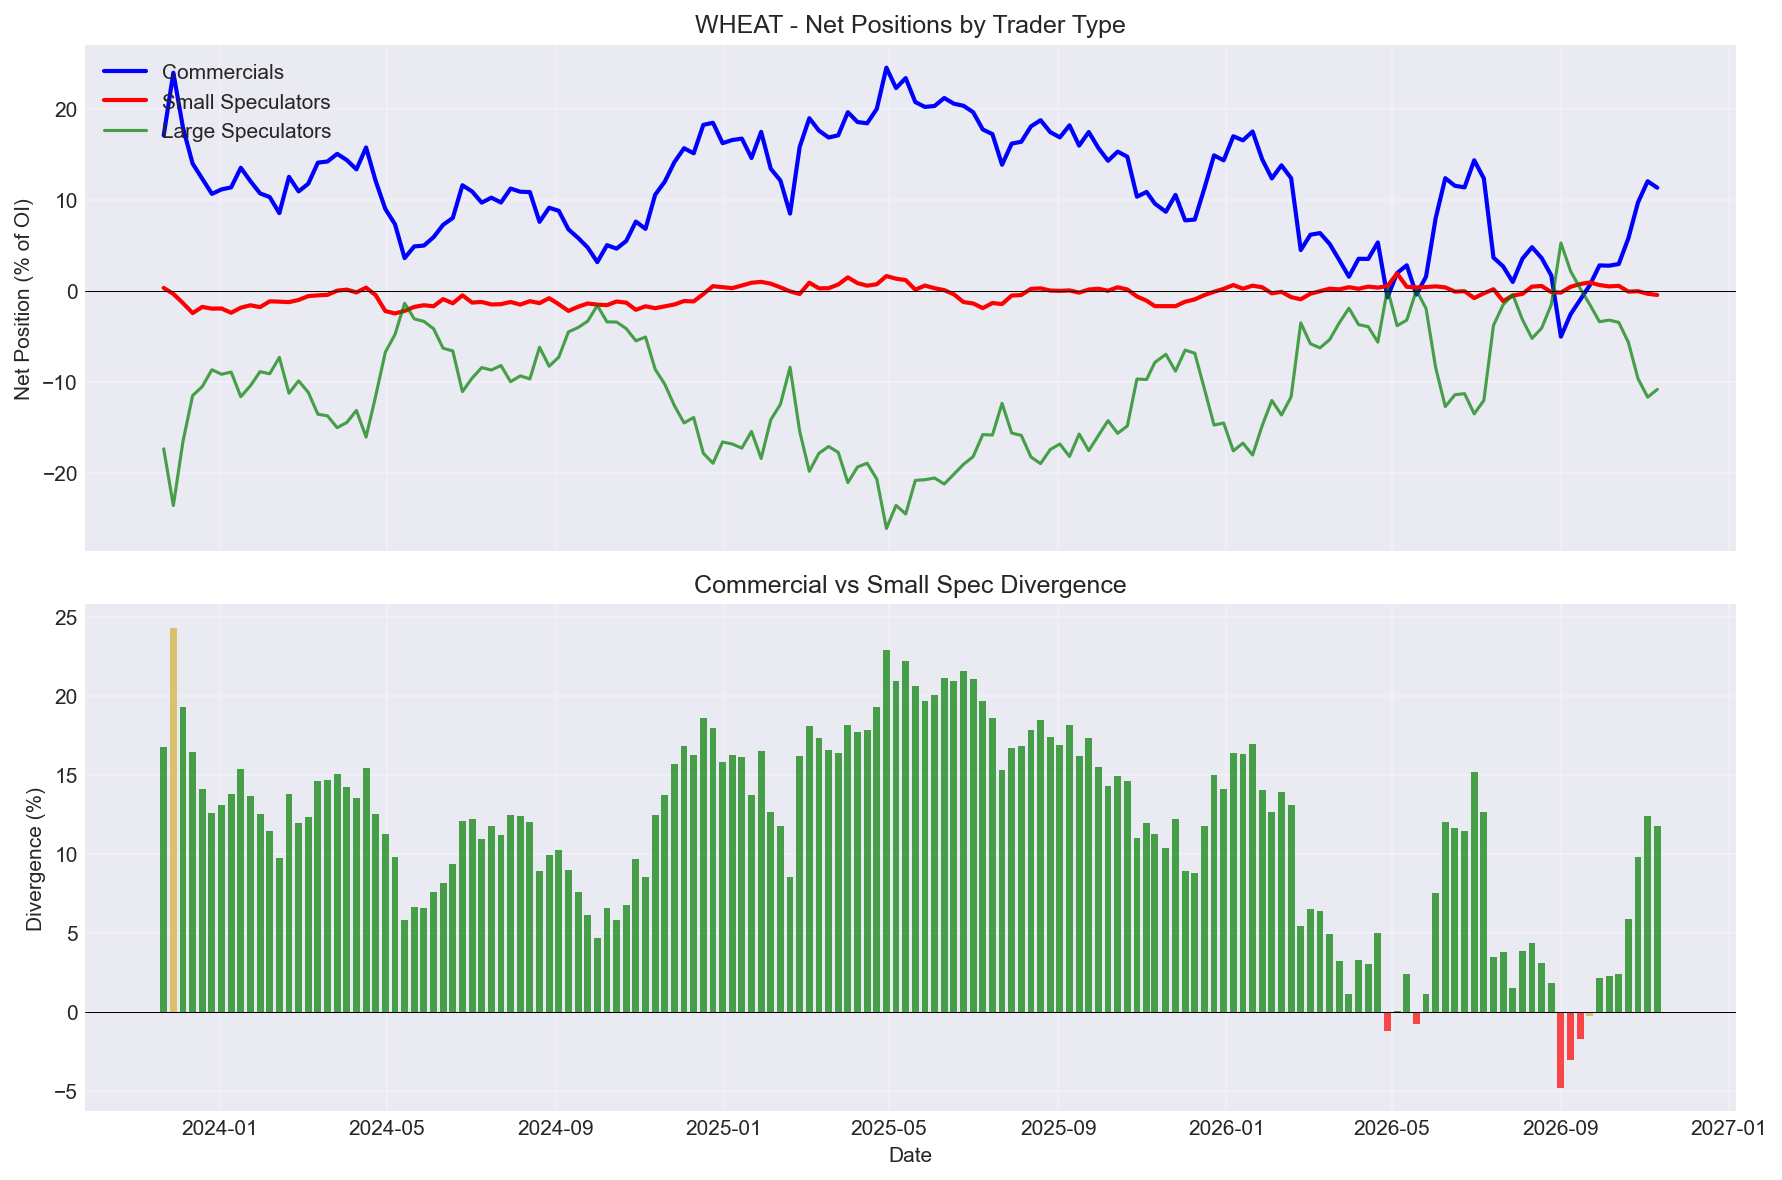 WHEAT - Net Positions by Trader Type
Commercials
Small Speculators
Large Speculators
20
10
0
−10
−20
Net Position (% of OI)
Commercial vs Small Spec Divergence
25
20
15
10
5
0
−5
Divergence (%)
2024-01
2024-05
2024-09
2025-01
2025-05
2025-09
2026-01
2026-05
2026-09
2027-01
Date